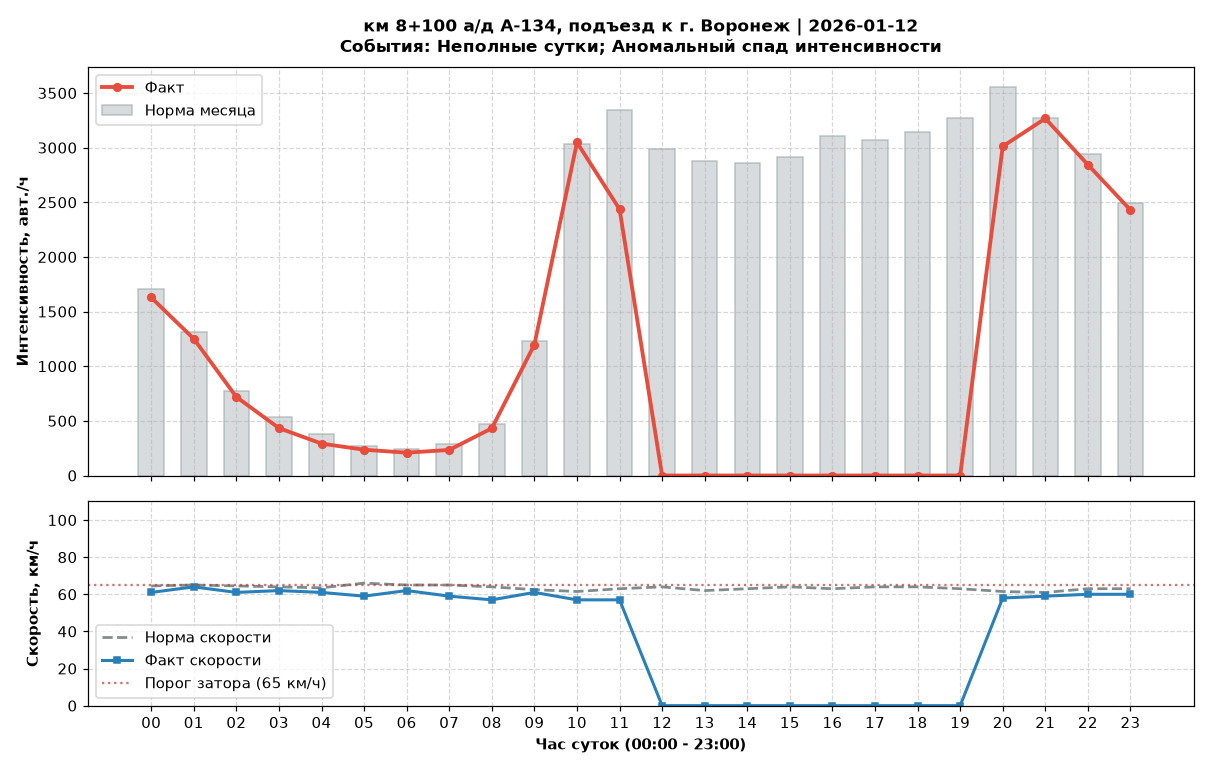 км 8+100 а/д А-134, подъезд к г. Воронеж | 2026-01-12
События: Неполные сутки; Аномальный спад интенсивности
Факт
Норма месяца
Интенсивность, авт./ч
3500
3000
2500
2000
1500
1000
500
0
Скорость, км/ч
100
80
60
40
20
0
Норма скорости
Факт скорости
Порог затора (65 км/ч)
00 01 02 03 04 05 06 07 08 09 10 11 12 13 14 15 16 17 18 19 20 21 22 23
Час суток (00:00 - 23:00)